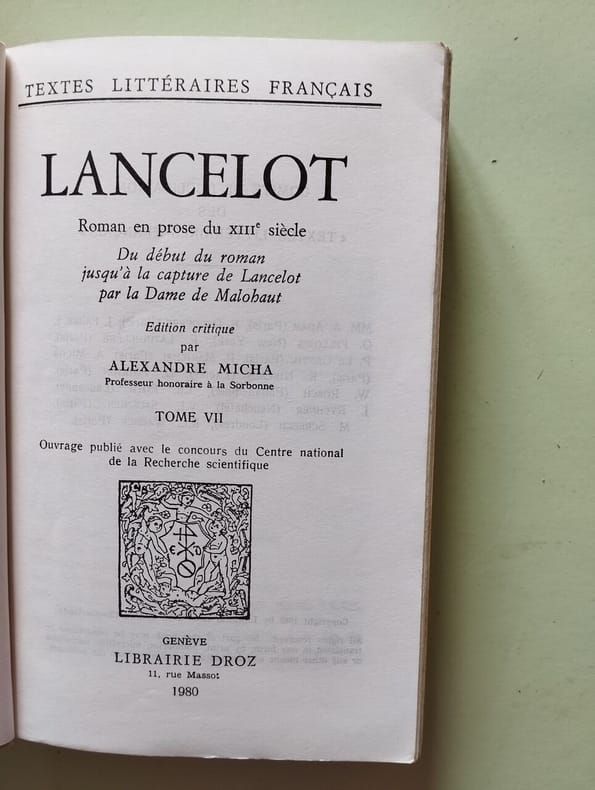 TEXTES LITTÉRAIRES FRANÇAIS
LANCELOT
Roman en prose du XIIIe siècle
Du début du roman
jusqu'à la capture de Lancelot
par la Dame de Malohaut
Edition critique
par
ALEXANDRE MICHA
Professeur honoraire à la Sorbonne
TOME VII
Ouvrage publié avec le concours du Centre national
de la Recherche scientifique
E D
GENÈVE
LIBRAIRIE DROZ
11, rue Massot
1980